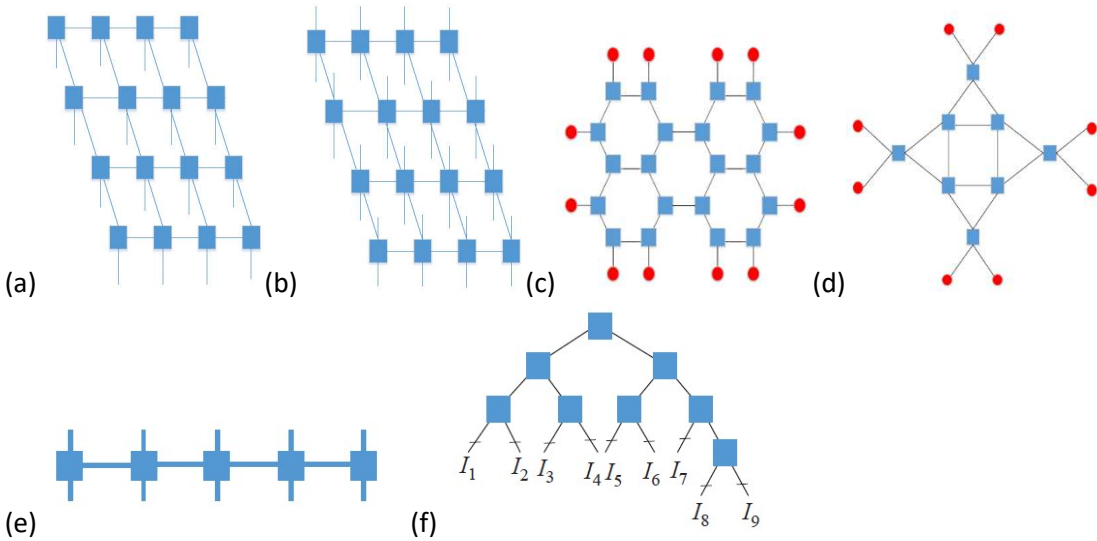 (a) (b) (c) (d)
I₁ I₂ I₃ I₄ I₅ I₆ I₇
I₈ I₉
(e) (f)